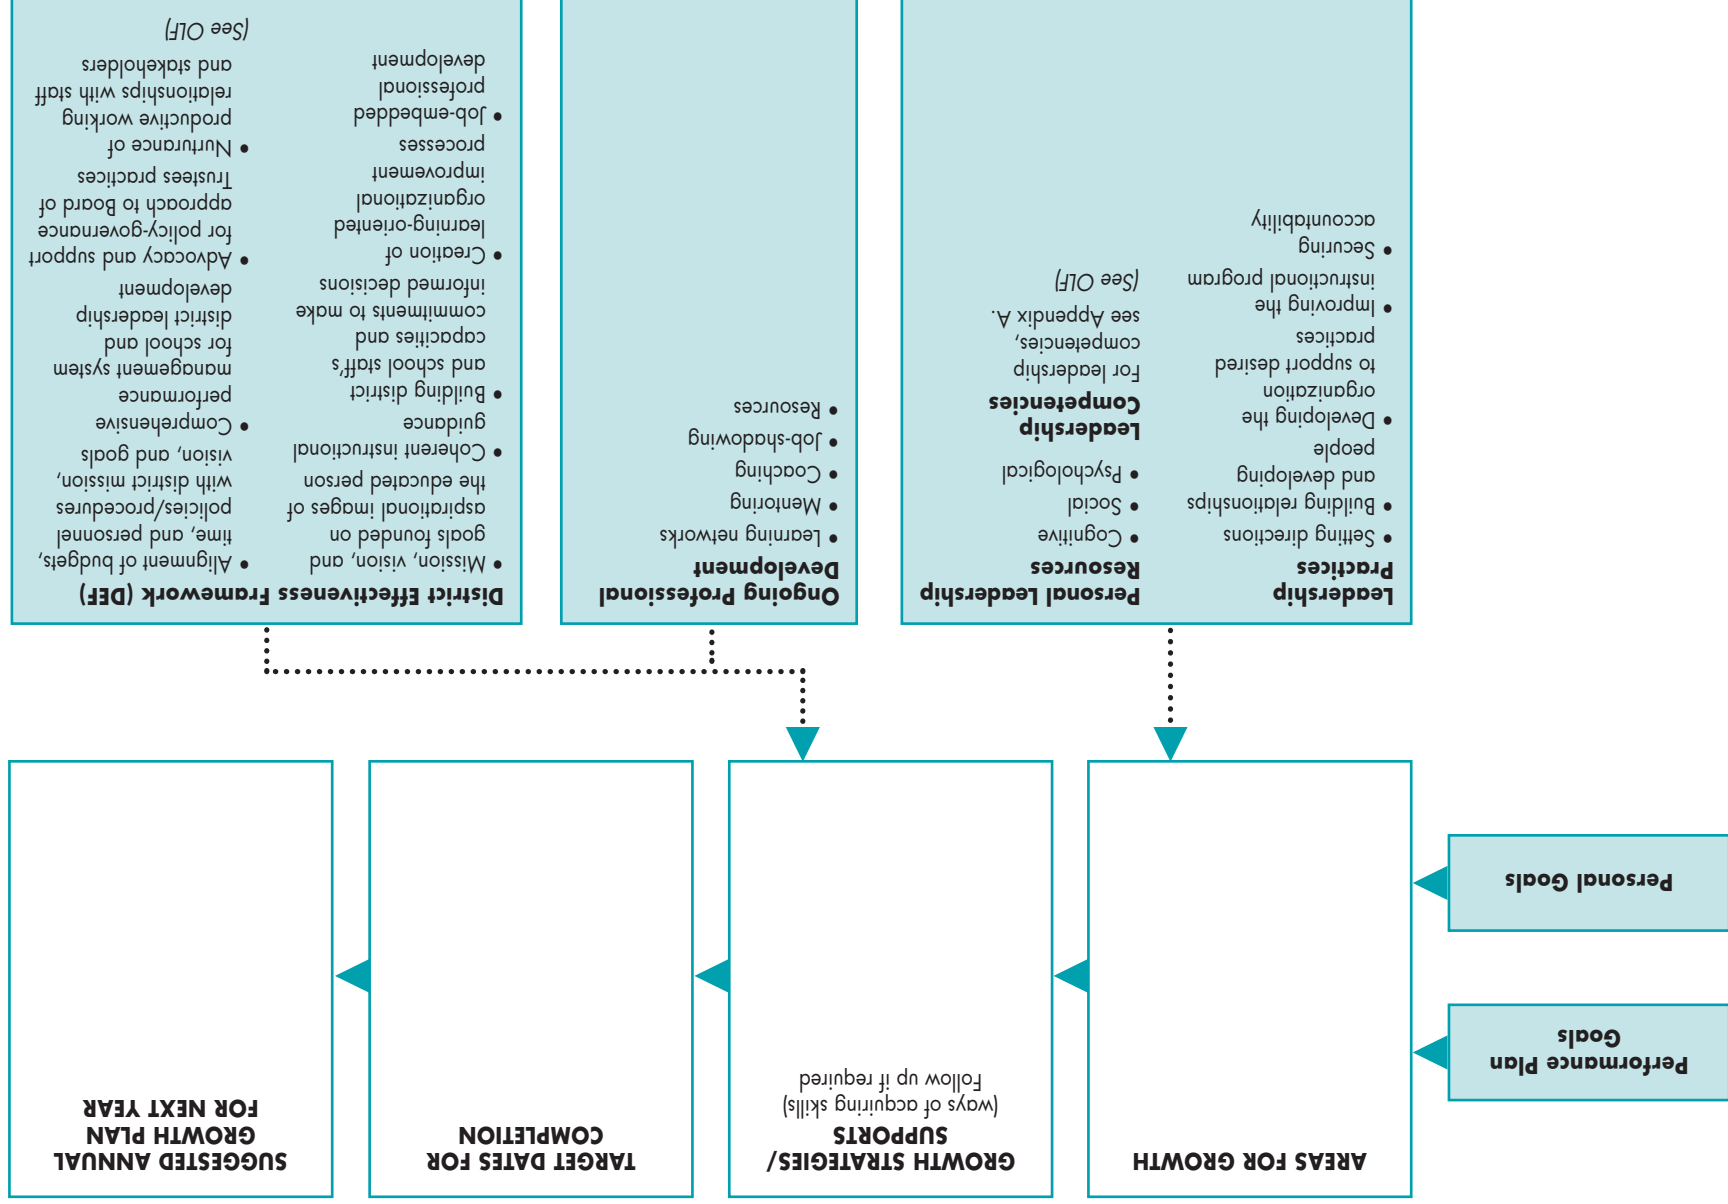 Performance Plan
Goals
Personal Goals
AREAS FOR GROWTH
GROWTH STRATEGIES/
SUPPORTS
(ways of acquiring skills)
Follow up if required
TARGET DATES FOR
COMPLETION
SUGGESTED ANNUAL
GROWTH PLAN
FOR NEXT YEAR
Leadership
Practices
• Setting directions
• Building relationships
and developing
people
• Developing the
organization
to support desired
practices
• Improving the
instructional program
• Securing
accountability
Personal Leadership
Resources
• Cognitive
• Social
• Psychological
Leadership
Competencies
For leadership
competencies,
see Appendix A.
(See OLF)
Ongoing Professional
Development
• Learning networks
• Mentoring
• Coaching
• Job-shadowing
• Resources
District Effectiveness Framework (DEF)
• Mission, vision, and
goals founded on
aspirational images of
the educated person
• Coherent instructional
guidance
• Building district
and school staff's
capacities and
commitments to make
informed decisions
• Creation of
learning-oriented
organizational
improvement
processes
• Job-embedded
professional
development
• Alignment of budgets,
time, and personnel
policies/procedures
with district mission,
vision, and goals
• Comprehensive
performance
management system
for school and
district leadership
development
• Advocacy and support
for policy-governance
approach to Board of
Trustees practices
• Nurturance of
productive working
relationships with staff
and stakeholders
(See OLF)